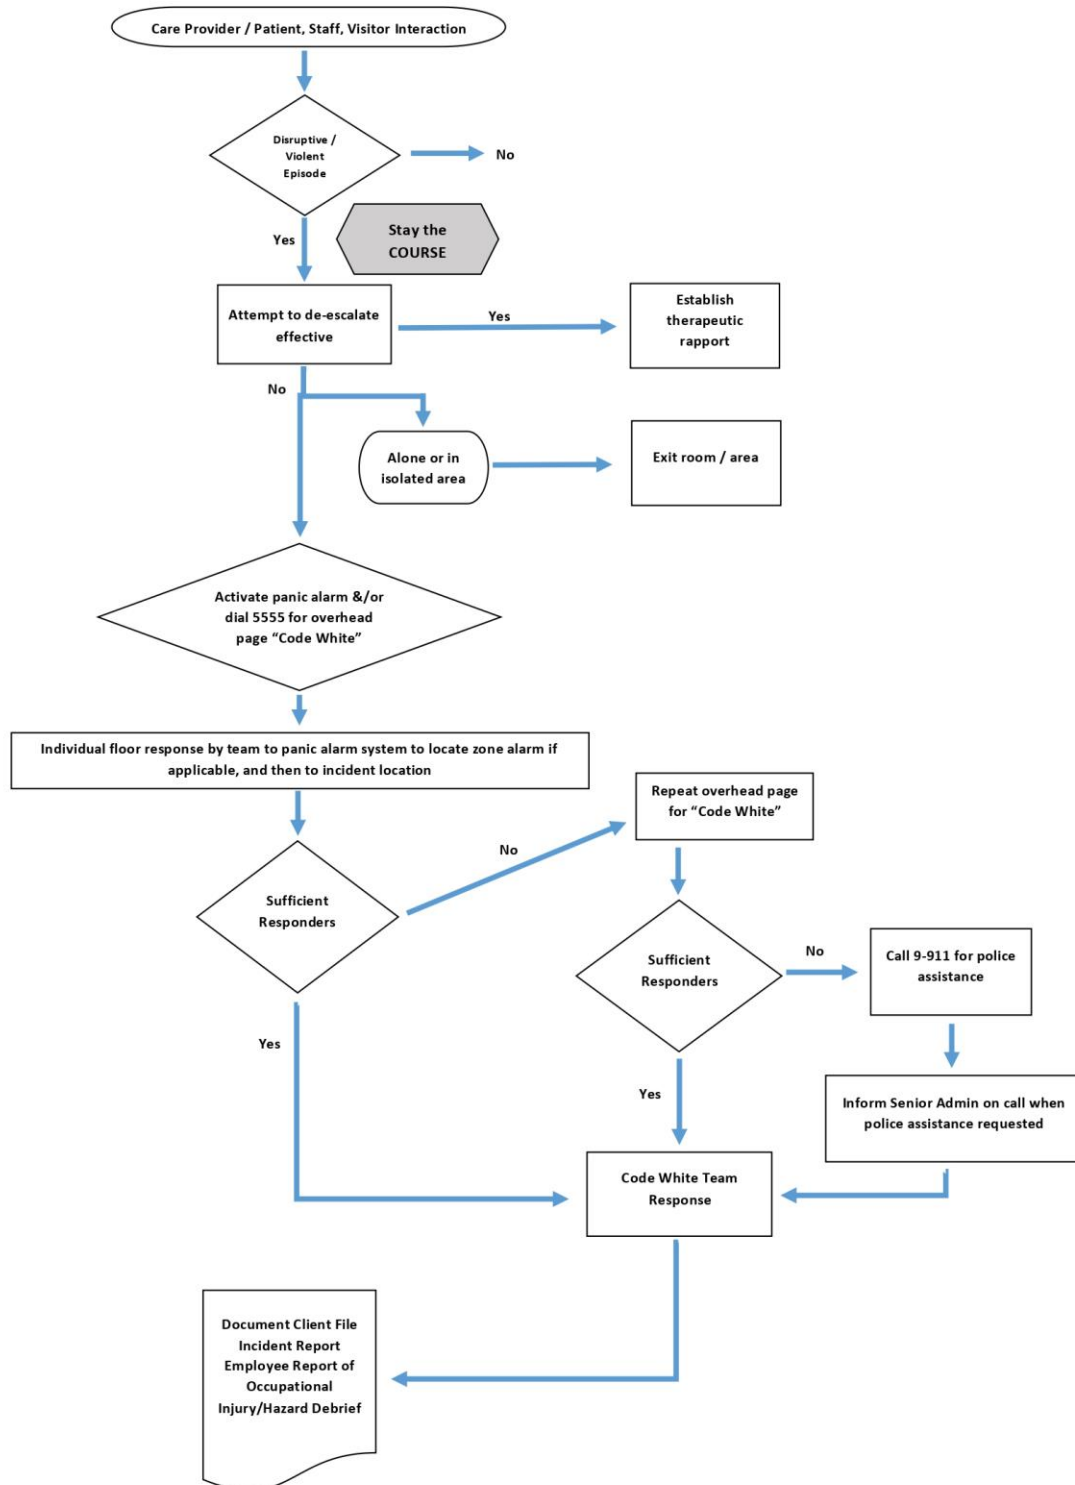 Care Provider / Patient, Staff, Visitor Interaction
Disruptive /
Violent
Episode
No
Yes
Stay the
COURSE
Attempt to de-escalate
effective
Yes
Establish
therapeutic
rapport
No
Alone or in
isolated area
Exit room / area
Activate panic alarm &/or
dial 5555 for overhead
page “Code White”
Individual floor response by team to panic alarm system to locate zone alarm if
applicable, and then to incident location
Repeat overhead page
for “Code White”
No
Sufficient
Responders
Sufficient
Responders
No
Call 9-911 for police
assistance
Yes
Yes
Inform Senior Admin on call when
police assistance requested
Code White Team
Response
Document Client File
Incident Report
Employee Report of
Occupational
Injury/Hazard Debrief